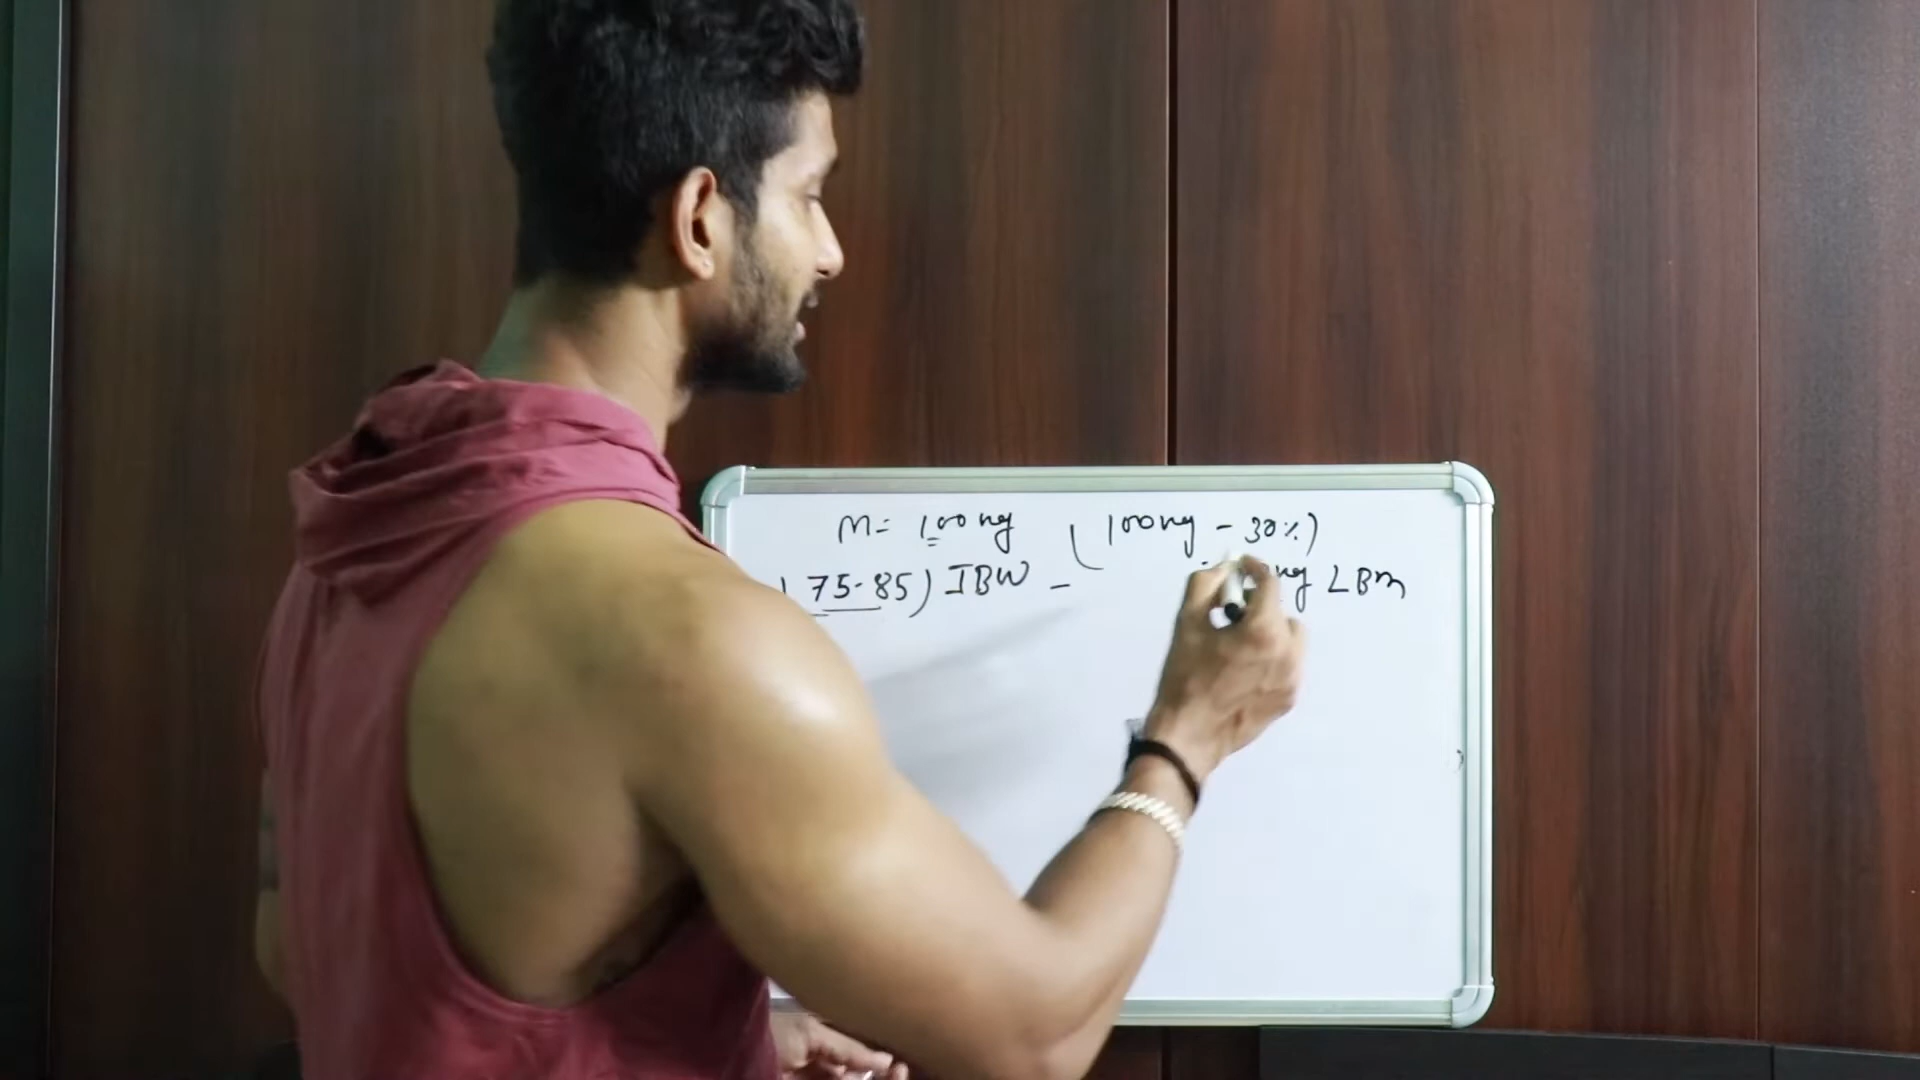 M = 100 kg (100 kg - 30%)
(75-85) IBW - kg LBM